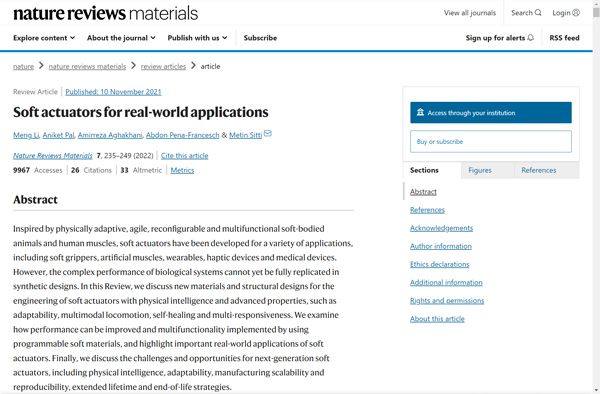 nature reviews materials
View all journals Search Login
Explore content About the journal Publish with us Subscribe
Sign up for alerts RSS feed
nature > nature reviews materials > review articles > article
Review Article | Published: 10 November 2021
Soft actuators for real-world applications
Meng Li, Aniket Pal, Amirreza Aghakhani, Abdon Pena-Francesch & Metin Sitti
Nature Reviews Materials 7, 235–249 (2022) | Cite this article
9967 Accesses | 26 Citations | 33 Altmetric | Metrics
Abstract
Inspired by physically adaptive, agile, reconfigurable and multifunctional soft-bodied
animals and human muscles, soft actuators have been developed for a variety of applications,
including soft grippers, artificial muscles, wearables, haptic devices and medical devices.
However, the complex performance of biological systems cannot yet be fully replicated in
synthetic designs. In this Review, we discuss new materials and structural designs for the
engineering of soft actuators with physical intelligence and advanced properties, such as
adaptability, multimodal locomotion, self-healing and multi-responsiveness. We examine
how performance can be improved and multifunctionality implemented by using
programmable soft materials, and highlight important real-world applications of soft
actuators. Finally, we discuss the challenges and opportunities for next-generation soft
actuators, including physical intelligence, adaptability, manufacturing scalability and
reproducibility, extended lifetime and end-of-life strategies.
Access through your institution
Buy or subscribe
Sections Figures References
Abstract
References
Acknowledgements
Author information
Ethics declarations
Additional information
Rights and permissions
About this article